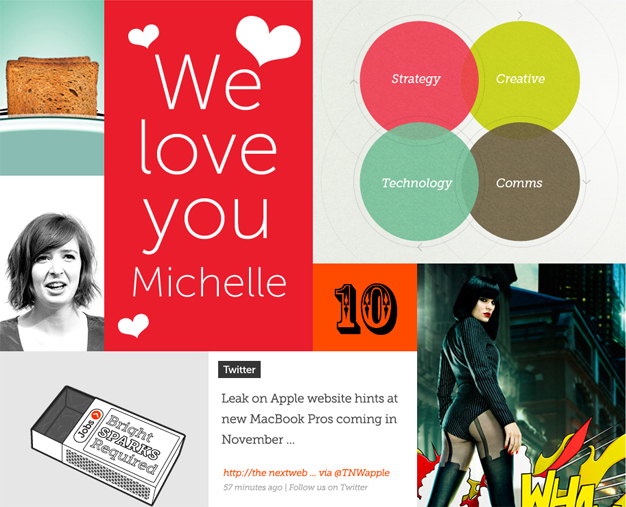 We
love
you
Michelle
Strategy
Creative
Technology
Comms
10
Jobs
Bright
SPARKS
Required
Twitter
Leak on Apple website hints at
new MacBook Pros coming in
November ...
http://the nextweb ... via @TNWapple
57 minutes ago | Follow us on Twitter
WHA